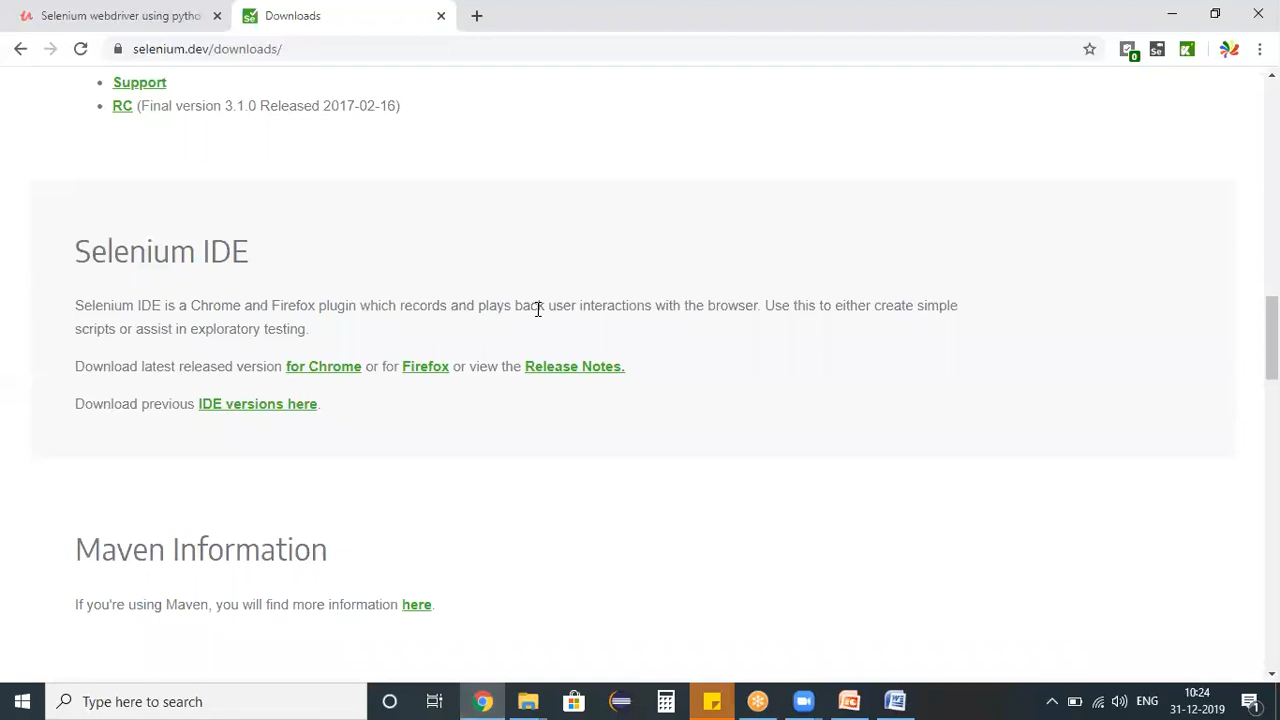 Selenium webdriver using pytho
Downloads
selenium.dev/downloads/
0
Support
RC (Final version 3.1.0 Released 2017-02-16)
Selenium IDE
Selenium IDE is a Chrome and Firefox plugin which records and plays back user interactions with the browser. Use this to either create simple
scripts or assist in exploratory testing.
Download latest released version for Chrome or for Firefox or view the Release Notes.
Download previous IDE versions here.
Maven Information
If you're using Maven, you will find more information here.
Type here to search
ENG
10:24
31-12-2019
1